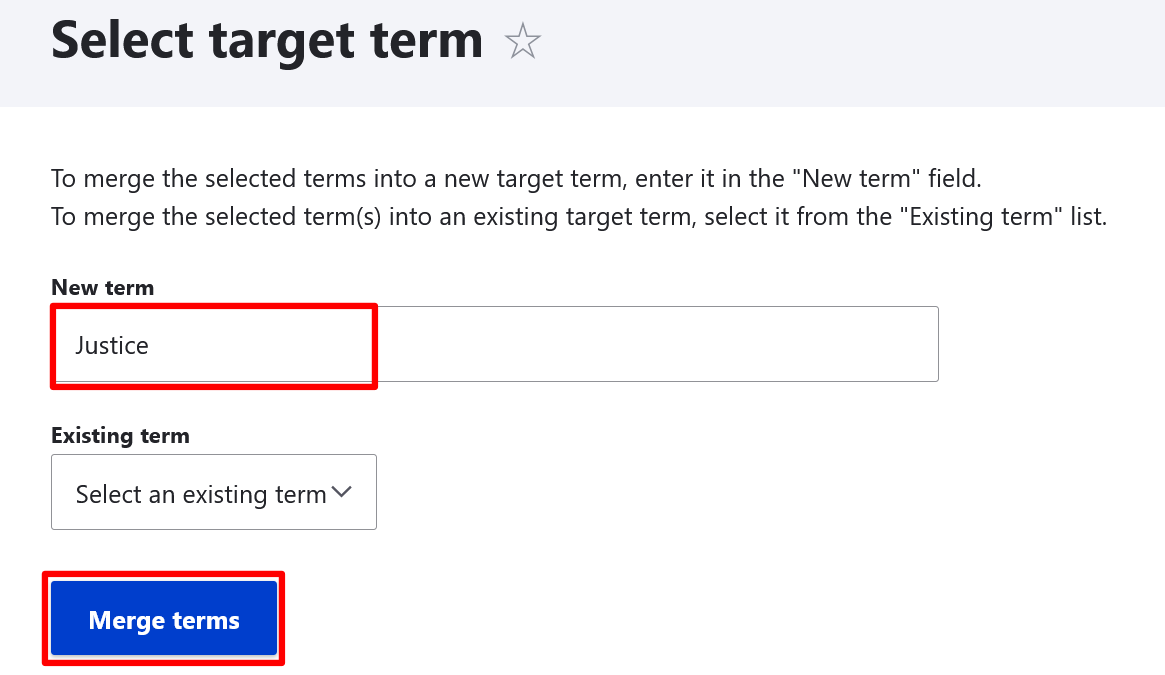 Select target term
To merge the selected terms into a new target term, enter it in the "New term" field.
To merge the selected term(s) into an existing target term, select it from the "Existing term" list.
New term
Justice
Existing term
Select an existing term
Merge terms